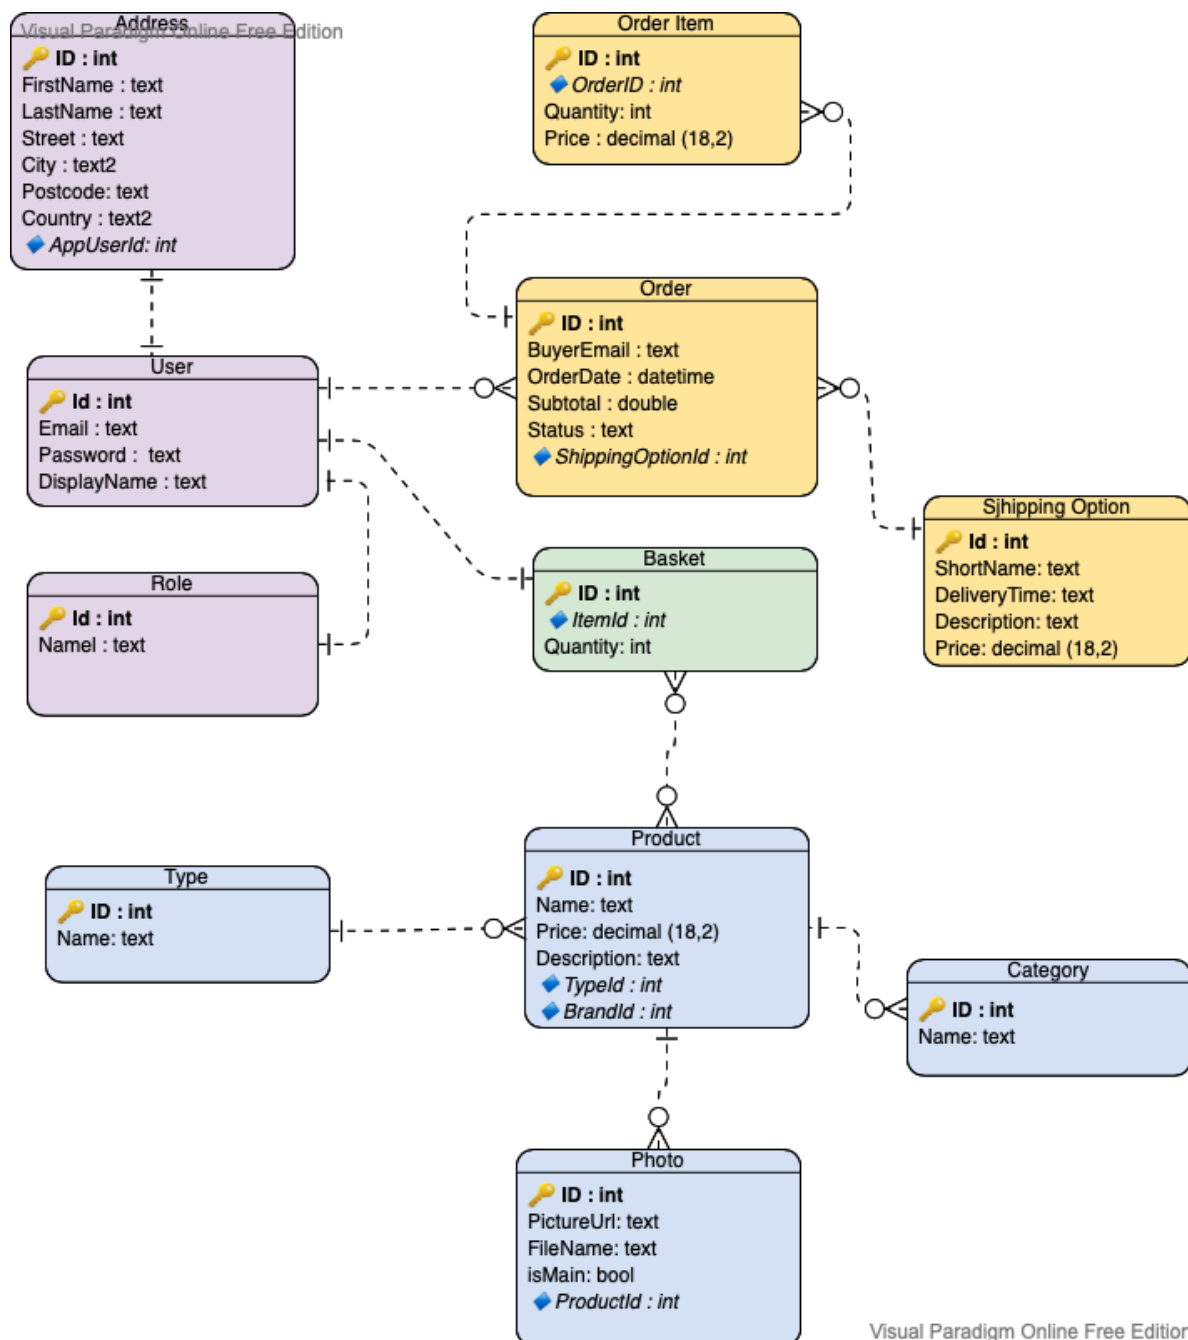 Address
Visual Paradigm Online Free Edition
ID : int
FirstName : text
LastName : text
Street : text
City : text2
Postcode: text
Country : text2
AppUserId: int
Order Item
ID : int
OrderID : int
Quantity: int
Price : decimal (18,2)
Order
ID : int
BuyerEmail : text
OrderDate : datetime
Subtotal : double
Status : text
ShippingOptionId : int
User
Id : int
Email : text
Password :  text
DisplayName : text
Sjhipping Option
Id : int
ShortName: text
DeliveryTime: text
Description: text
Price: decimal (18,2)
Role
Id : int
Namel : text
Basket
ID : int
ItemId : int
Quantity: int
Type
ID : int
Name: text
Product
ID : int
Name: text
Price: decimal (18,2)
Description: text
TypeId : int
BrandId : int
Category
ID : int
Name: text
Photo
ID : int
PictureUrl: text
FileName: text
isMain: bool
ProductId : int
Visual Paradigm Online Free Edition